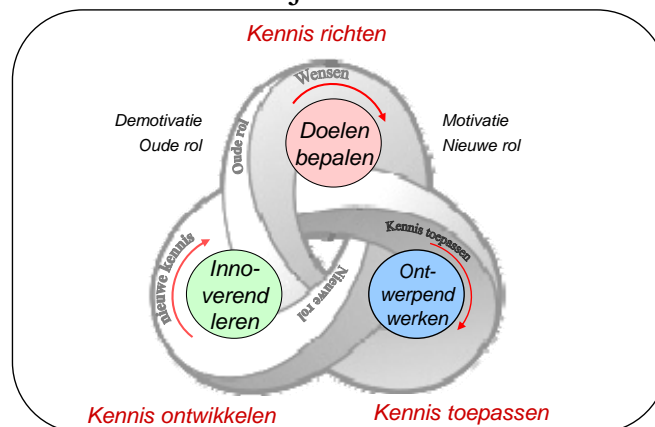 Kennis richten
Wensen
Demotivatie
Oude rol
Oude rol
Doelen
bepalen
Motivatie
Nieuwe rol
Kennis toepassen
nieuwe kennis
Inno-
verend
leren
Nieuwe rol
Ont-
werpend
werken
Kennis ontwikkelen
Kennis toepassen